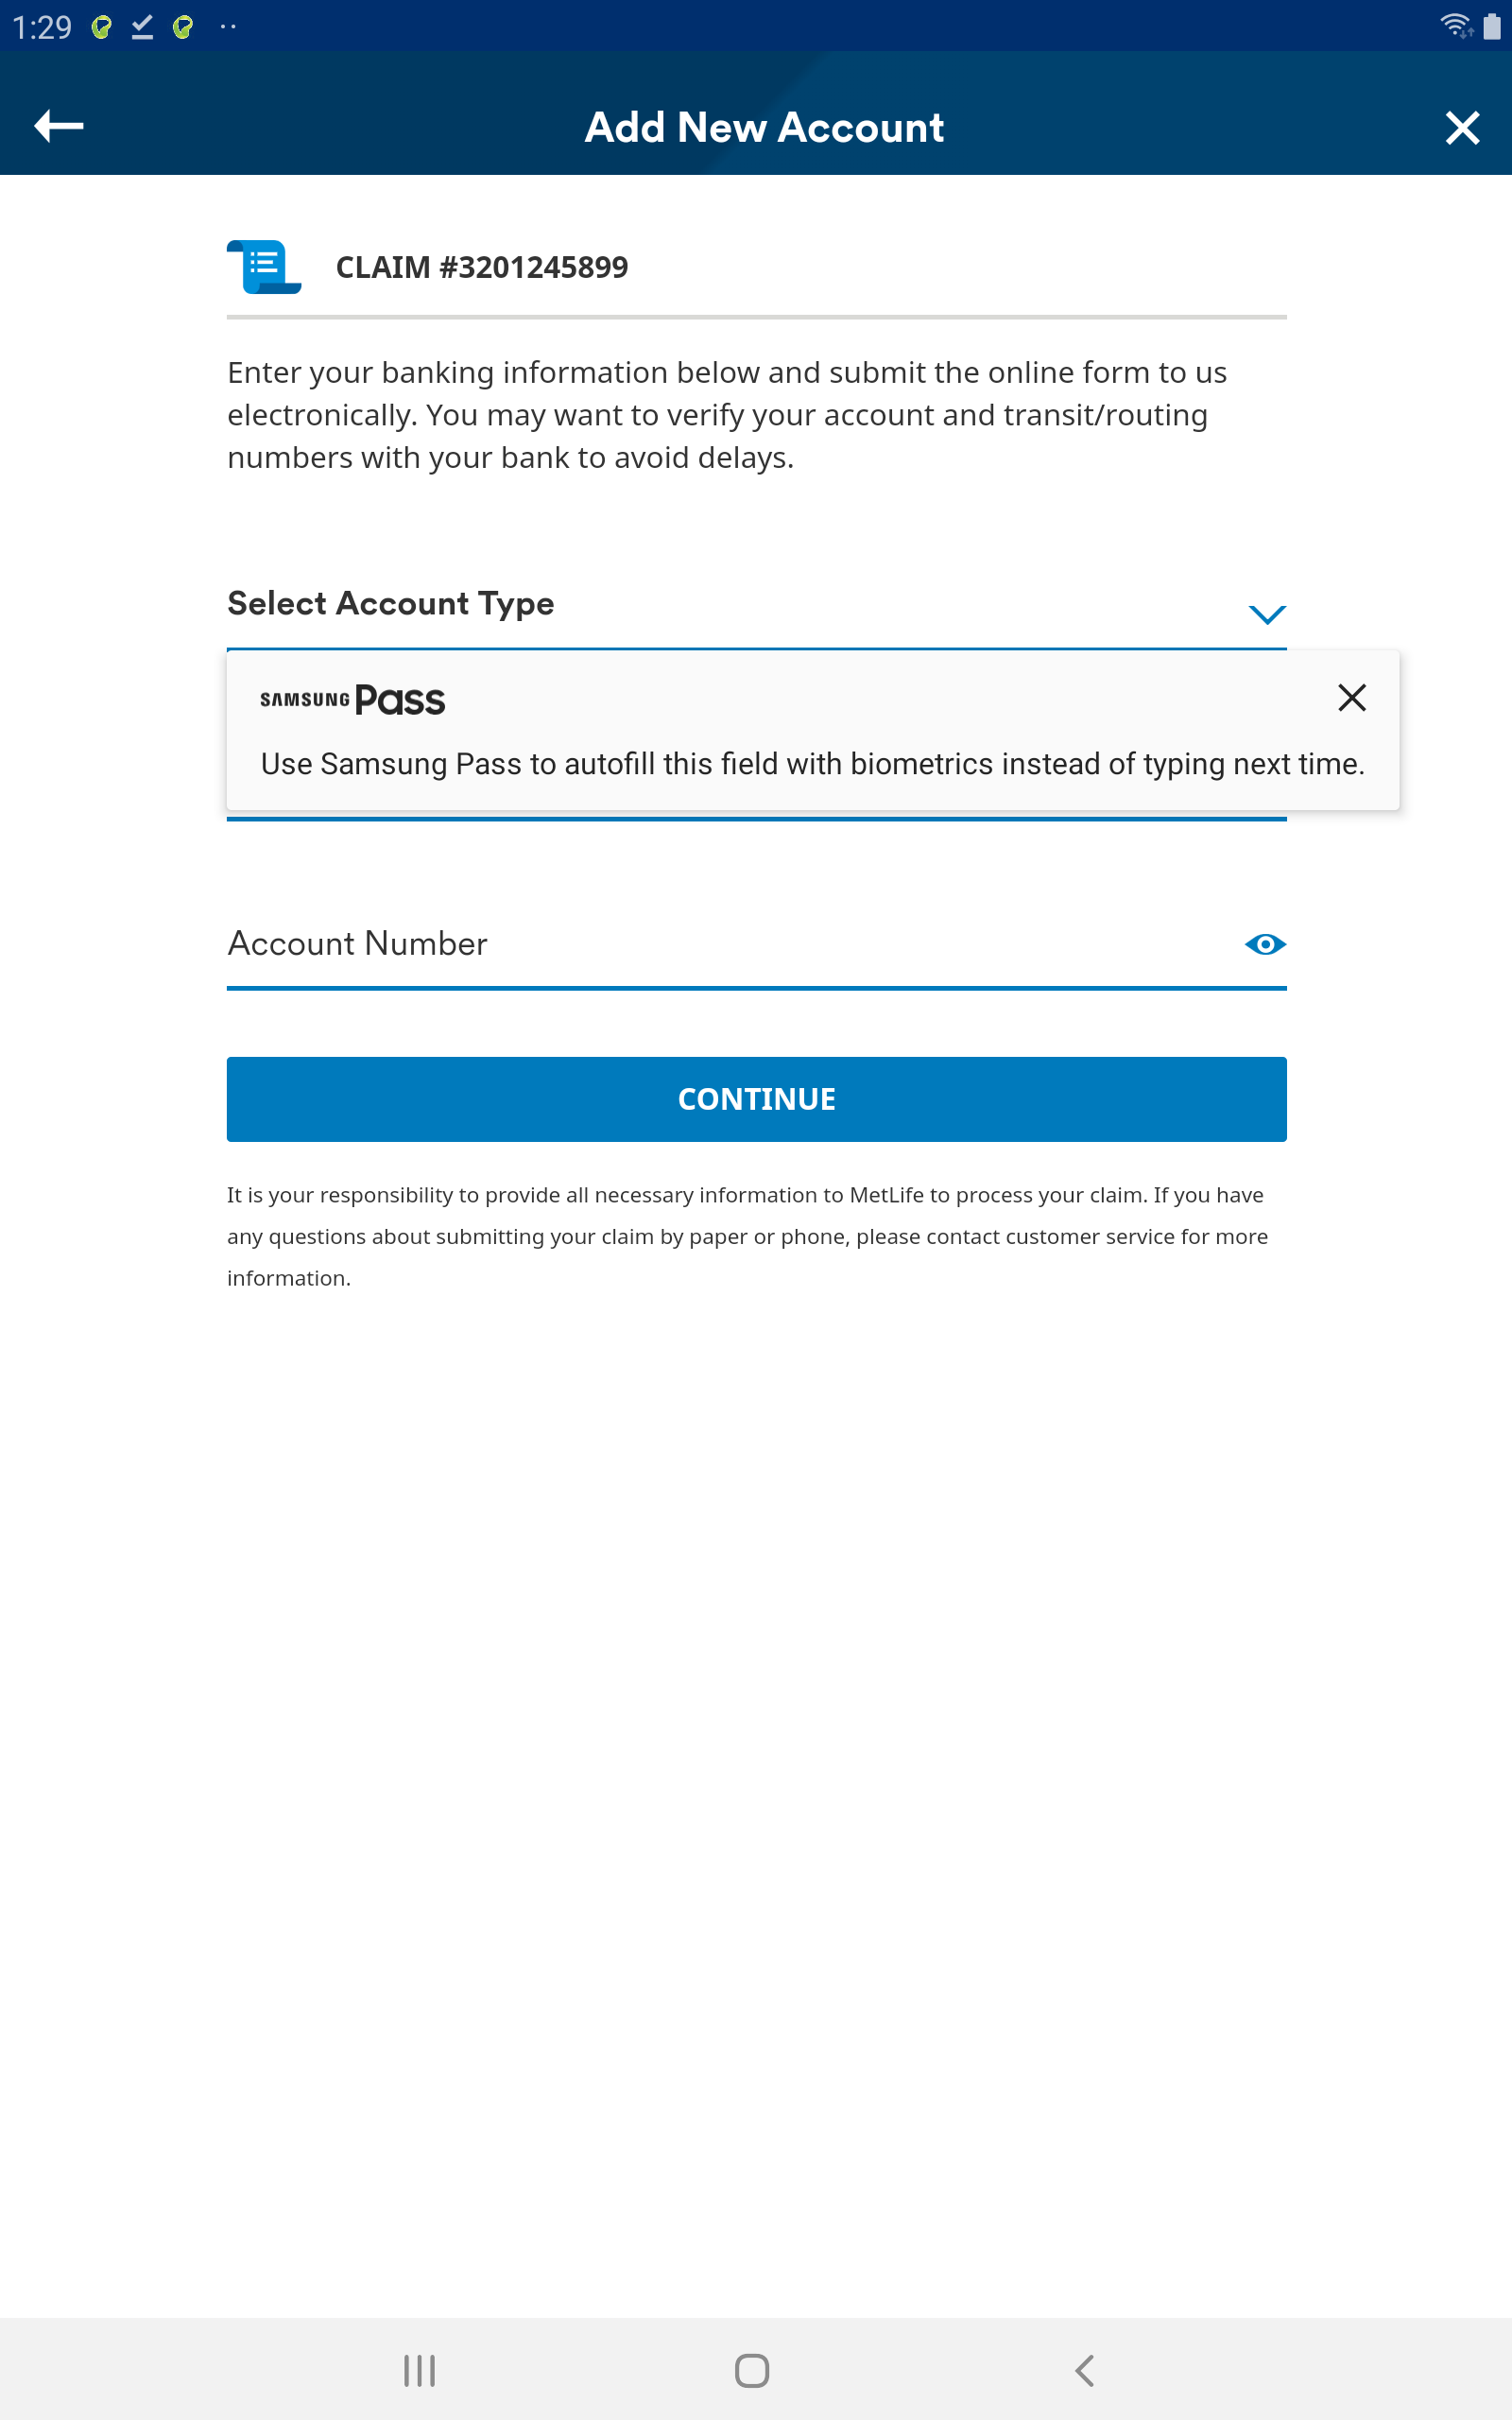 1:29
Add New Account
CLAIM #3201245899
Enter your banking information below and submit the online form to us
electronically. You may want to verify your account and transit/routing
numbers with your bank to avoid delays.
Select Account Type
SAMSUNG Pass
Use Samsung Pass to autofill this field with biometrics instead of typing next time.
Account Number
CONTINUE
It is your responsibility to provide all necessary information to MetLife to process your claim. If you have
any questions about submitting your claim by paper or phone, please contact customer service for more
information.